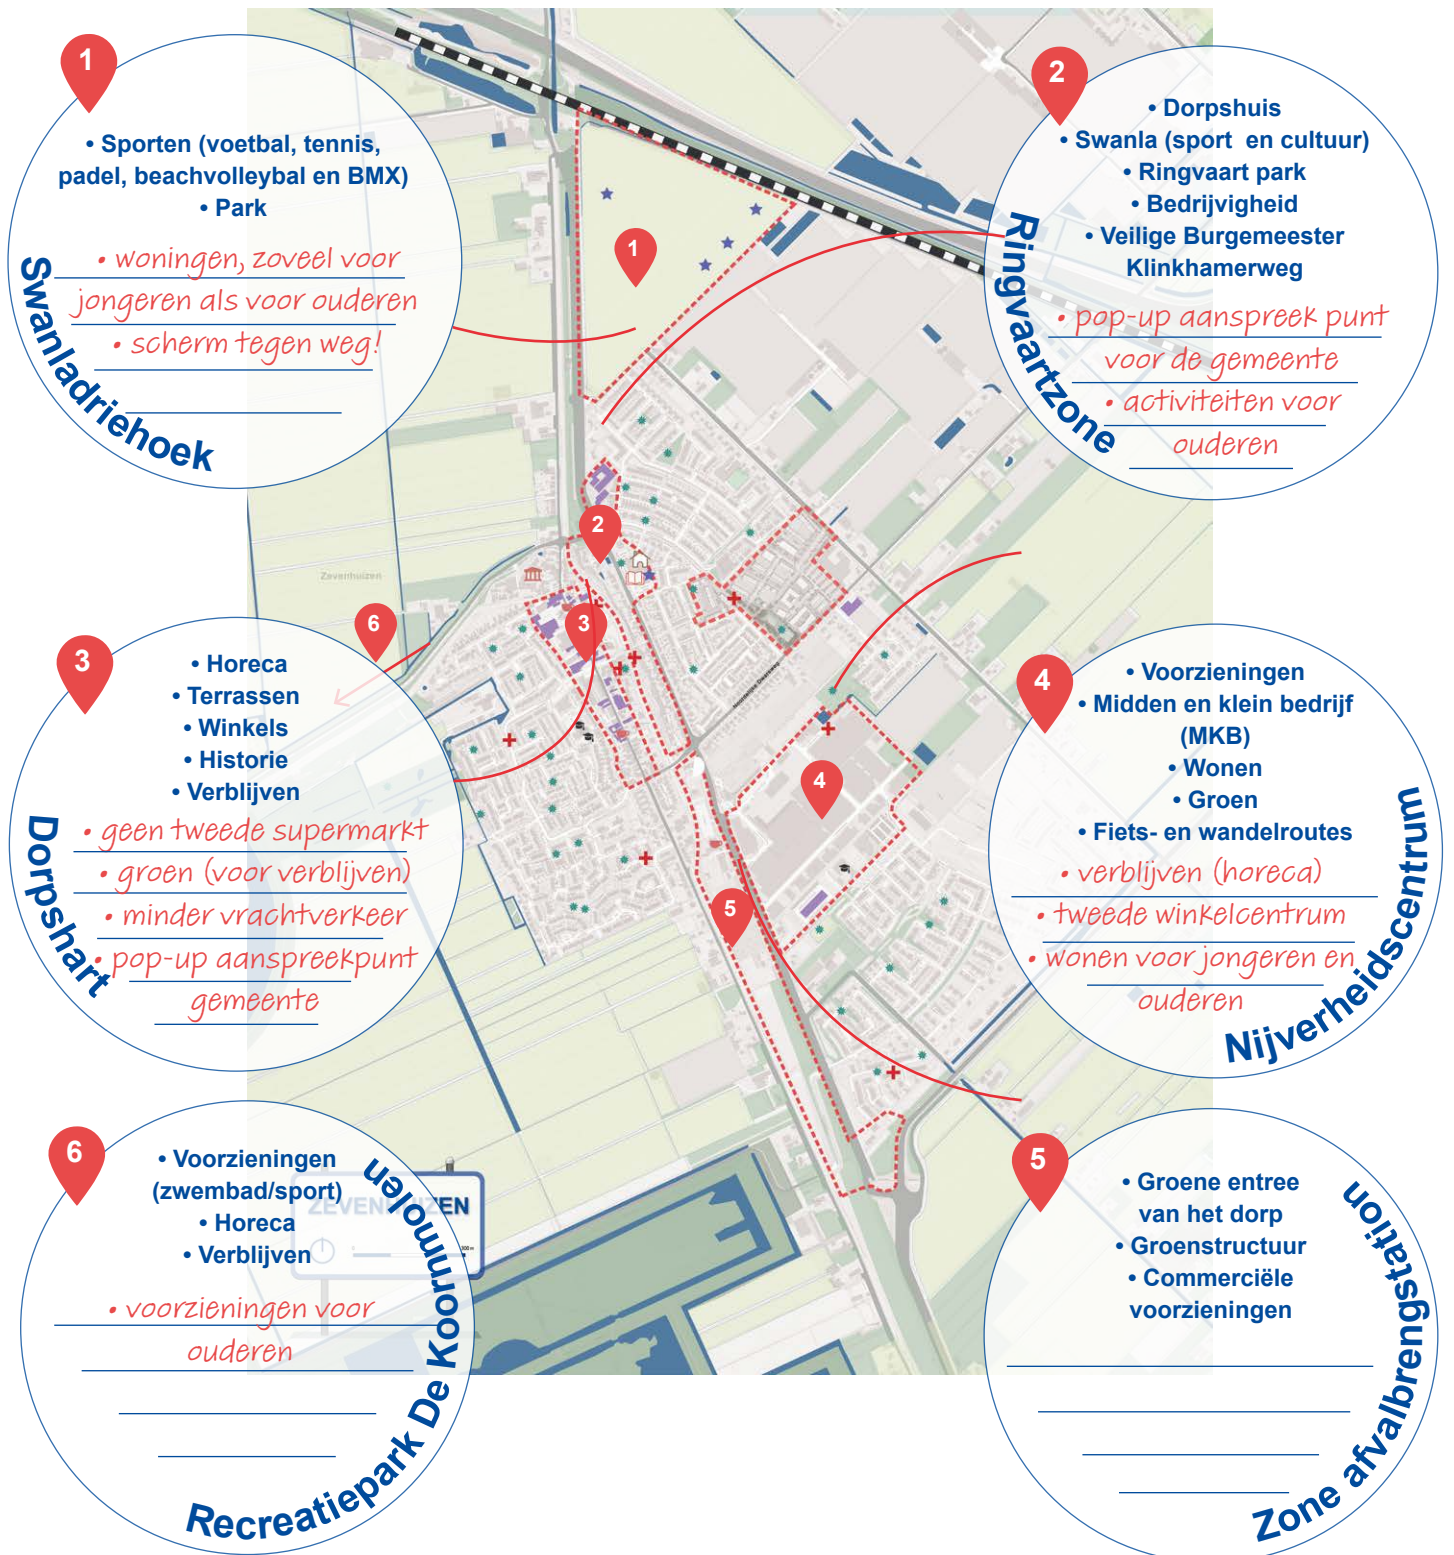 1
• Sporten (voetbal, tennis,
padel, beachvolleybal en BMX)
• Park
• woningen, zoveel voor
jongeren als voor ouderen
• scherm tegen weg!
Swanladriehoek
2
• Dorpshuis
• Swanla (sport en cultuur)
• Ringvaart park
• Bedrijvigheid
• Veilige Burgemeester
Klinkhamerweg
• pop-up aanspreek punt
voor de gemeente
• activiteiten voor
ouderen
Ringvaartzone
1
2
3
4
5
6
Zevenhuizen
Noordelijke Dwarsweg
3
• Horeca
• Terrassen
• Winkels
• Historie
• Verblijven
• geen tweede supermarkt
• groen (voor verblijven)
• minder vrachtverkeer
• pop-up aanspreekpunt
gemeente
Dorpshart
4
• Voorzieningen
• Midden en klein bedrijf
(MKB)
• Wonen
• Groen
• Fiets- en wandelroutes
• verblijven (horeca)
• tweede winkelcentrum
• wonen voor jongeren en
ouderen
Nijverheidscentrum
6
• Voorzieningen
(zwembad/sport)
• Horeca
• Verblijven
• voorzieningen voor
ouderen
Recreatiepark De Koornmolen
ZEVENHUIZEN
5
• Groene entree
van het dorp
• Groenstructuur
• Commerciële
voorzieningen
Zone afvalbrengstation